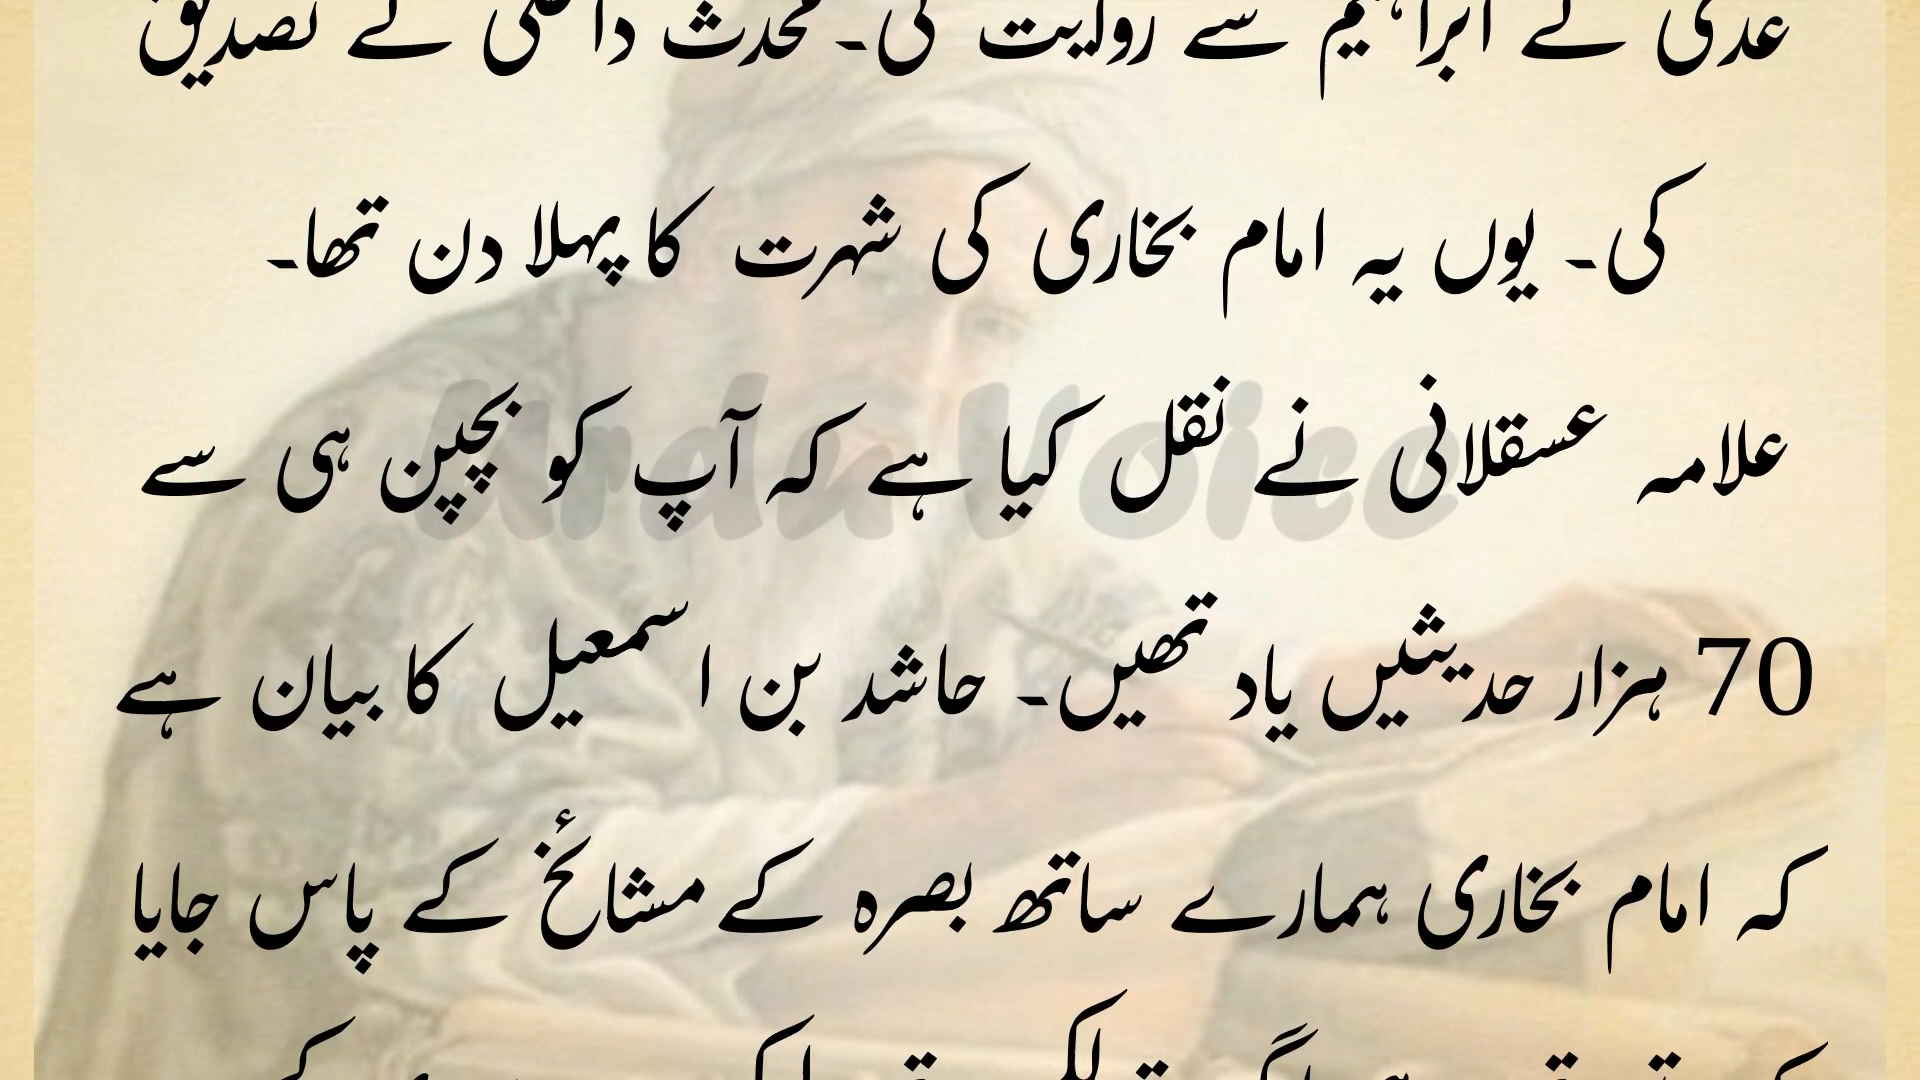 عدی نے ابراہیم سے روایت کی۔ محدث داخلی نے تصدیق
کی۔ یوں یہ امام بخاری کی شہرت کا پہلا دن تھا۔
علامہ عسقلانی نے نقل کیا ہے کہ آپ کو بچپن ہی سے
Urdu Voice
70 ہزار حدیثیں یاد تھیں۔ حاشد بن اسمعیل کا بیان ہے
کہ امام بخاری ہمارے ساتھ بصرہ کے مشائخ کے پاس جایا